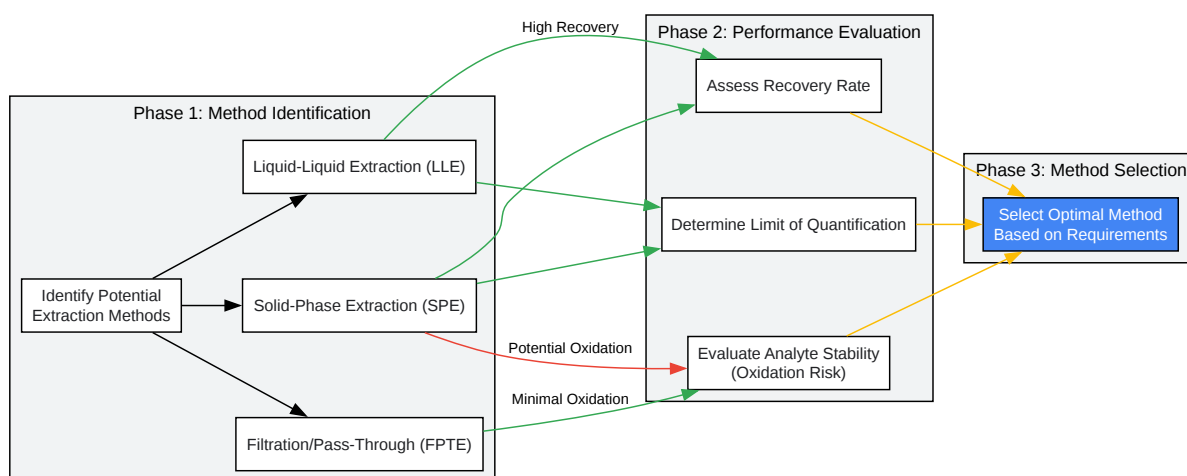 Phase 1: Method Identification
Identify Potential
Extraction Methods
Liquid-Liquid Extraction (LLE)
Solid-Phase Extraction (SPE)
Filtration/Pass-Through (FPTE)
High Recovery
Potential Oxidation
Minimal Oxidation
Phase 2: Performance Evaluation
Assess Recovery Rate
Determine Limit of Quantification
Evaluate Analyte Stability
(Oxidation Risk)
Phase 3: Method Selection
Select Optimal Method
Based on Requirements